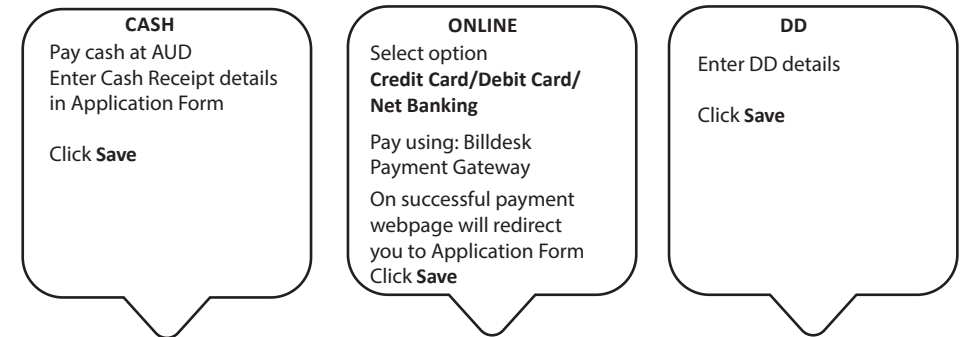 CASH
Pay cash at AUD
Enter Cash Receipt details
in Application Form
Click Save
ONLINE
Select option
Credit Card/Debit Card/
Net Banking
Pay using: Billdesk
Payment Gateway
On successful payment
webpage will redirect
you to Application Form
Click Save
DD
Enter DD details
Click Save